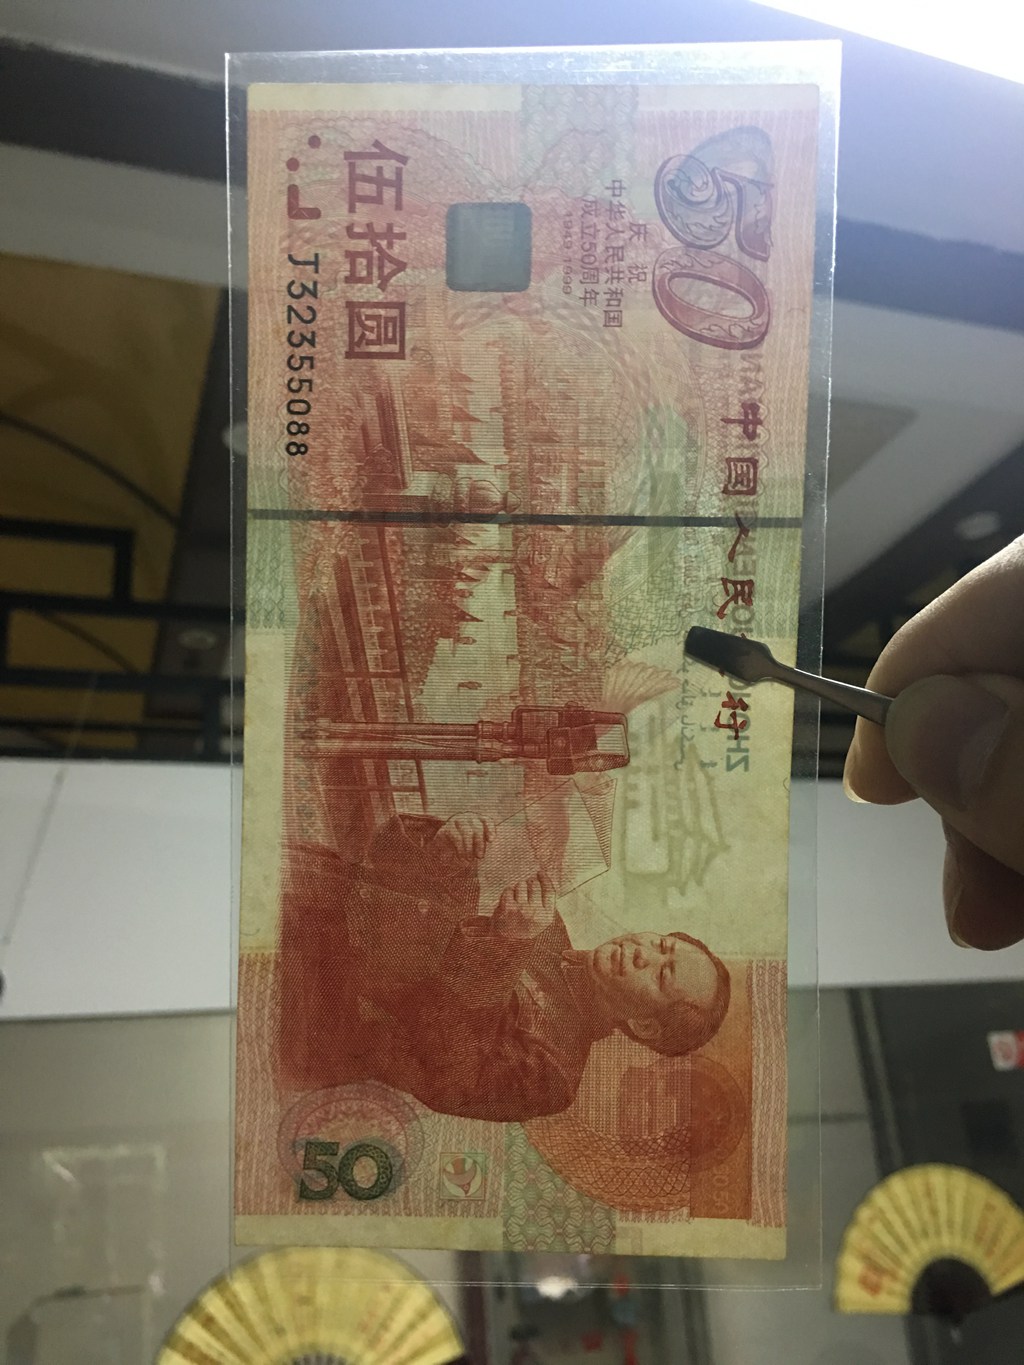 50
中国人民 行
庆祝
中华人民共和国
成立50周年
1949 1999
伍拾圆
J32355088
50